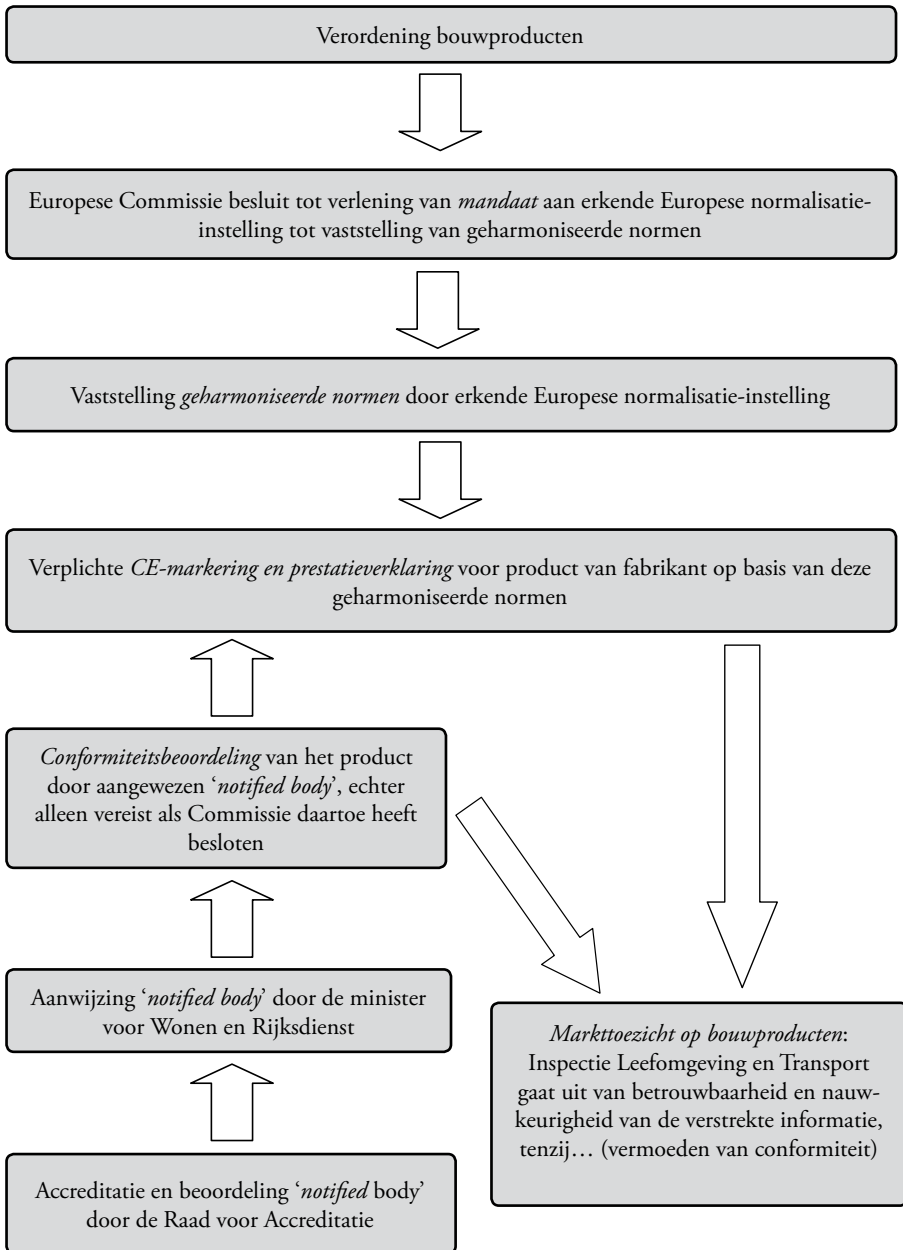 Verordening bouwproducten
Europese Commissie besluit tot verlening van mandaat aan erkende Europese normalisatie-
instelling tot vaststelling van geharmoniseerde normen
Vaststelling geharmoniseerde normen door erkende Europese normalisatie-instelling
Verplichte CE-markering en prestatieverklaring voor product van fabrikant op basis van deze
geharmoniseerde normen
Conformiteitsbeoordeling van het product
door aangewezen ‘notified body’, echter
alleen vereist als Commissie daartoe heeft
besloten
Aanwijzing ‘notified body’ door de minister
voor Wonen en Rijksdienst
Markttoezicht op bouwproducten:
Inspectie Leefomgeving en Transport
gaat uit van betrouwbaarheid en nauw-
keurigheid van de verstrekte informatie,
tenzij… (vermoeden van conformiteit)
Accreditatie en beoordeling ‘notified body’
door de Raad voor Accreditatie